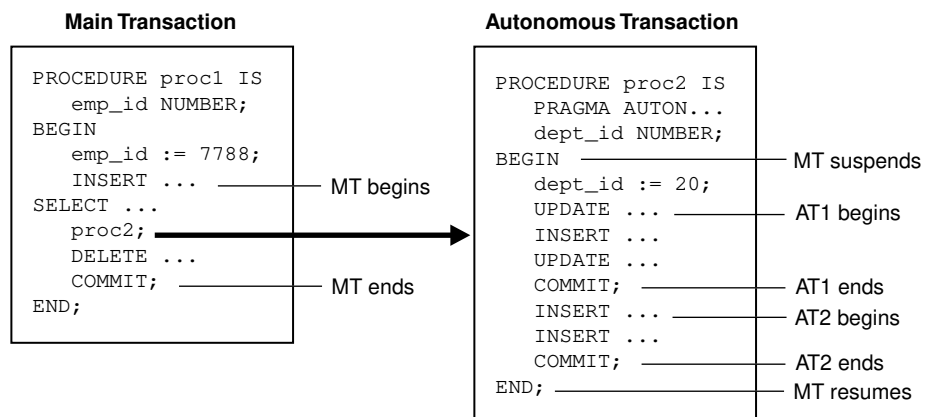 Main Transaction
PROCEDURE proc1 IS
emp_id NUMBER;
BEGIN
emp_id := 7788;
INSERT ...
MT begins
SELECT ...
proc2;
DELETE ...
COMMIT;
MT ends
END;
Autonomous Transaction
PROCEDURE proc2 IS
PRAGMA AUTON...
dept_id NUMBER;
BEGIN
MT suspends
dept_id := 20;
UPDATE ...
AT1 begins
INSERT ...
UPDATE ...
COMMIT;
AT1 ends
INSERT ...
AT2 begins
INSERT ...
COMMIT;
AT2 ends
END;
MT resumes